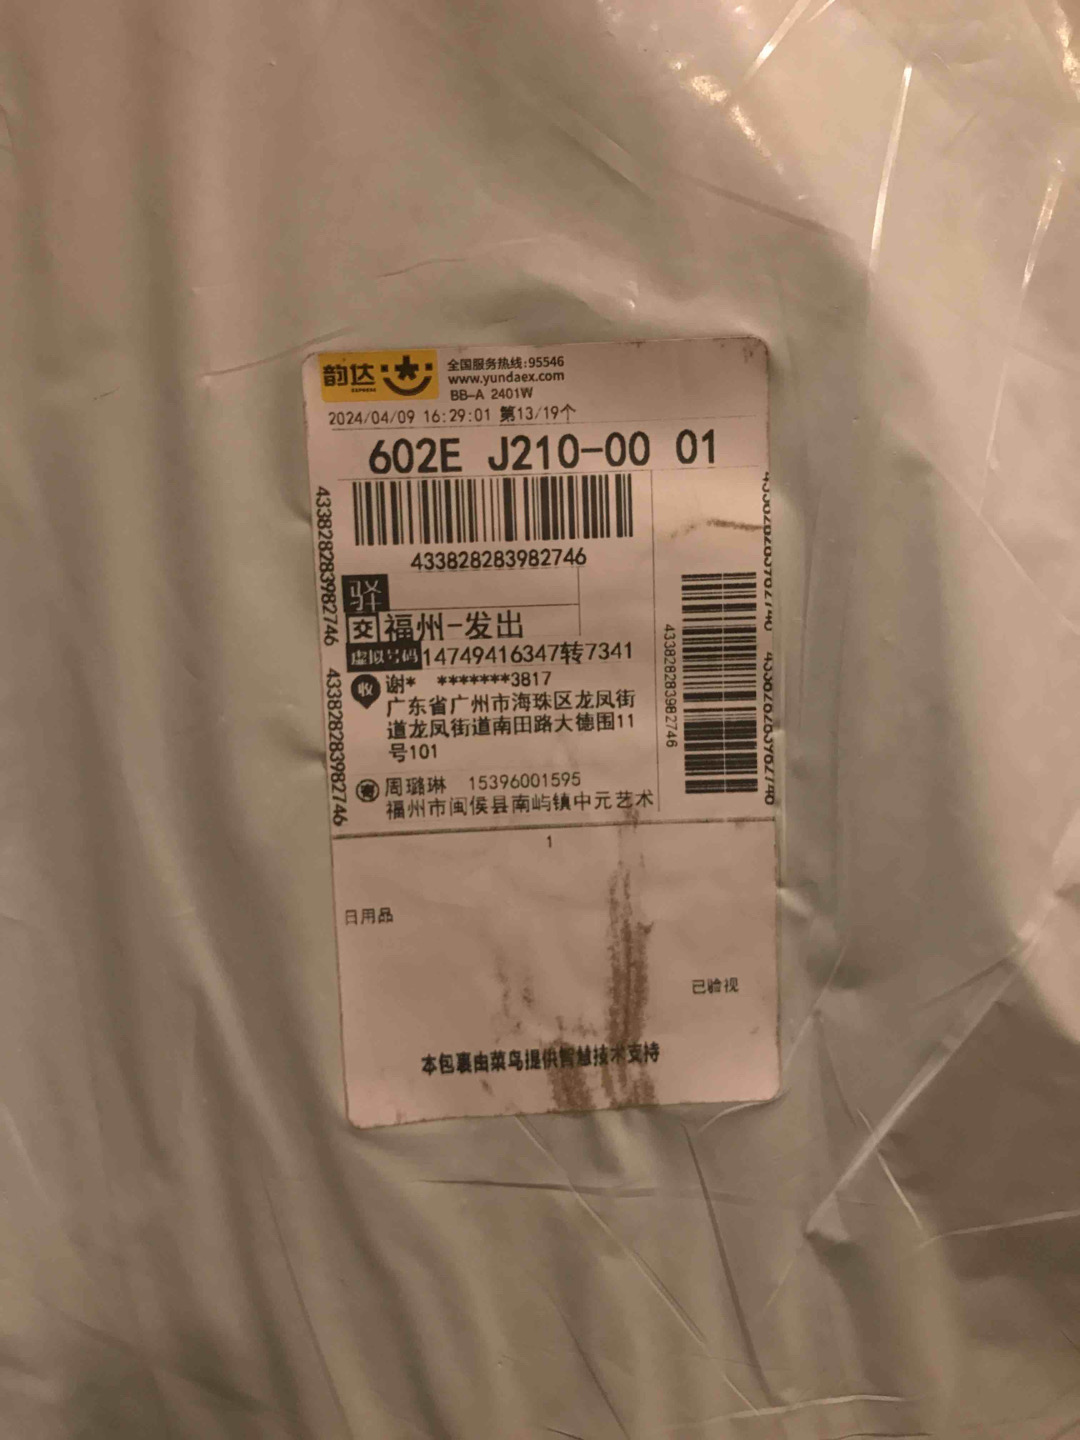 韵达
EXPRESS
全国服务热线:95546
www.yundaex.com
BB-A 2401W
2024/04/09 16:29:01 第13/19个
602E J210-00 01
433828283982746
驿
交 福州-发出
虚拟号码 14749416347转7341
收 谢* *******3817
广东省广州市海珠区龙凤街
道龙凤街道南田路大德围11
号101
寄 周璐琳 15396001595
福州市闽侯县南屿镇中元艺术
1
日用品
已验视
本包裹由菜鸟提供智慧技术支持
433828283982746
433828283982746
433828283982746
433828283982746
433828283982746